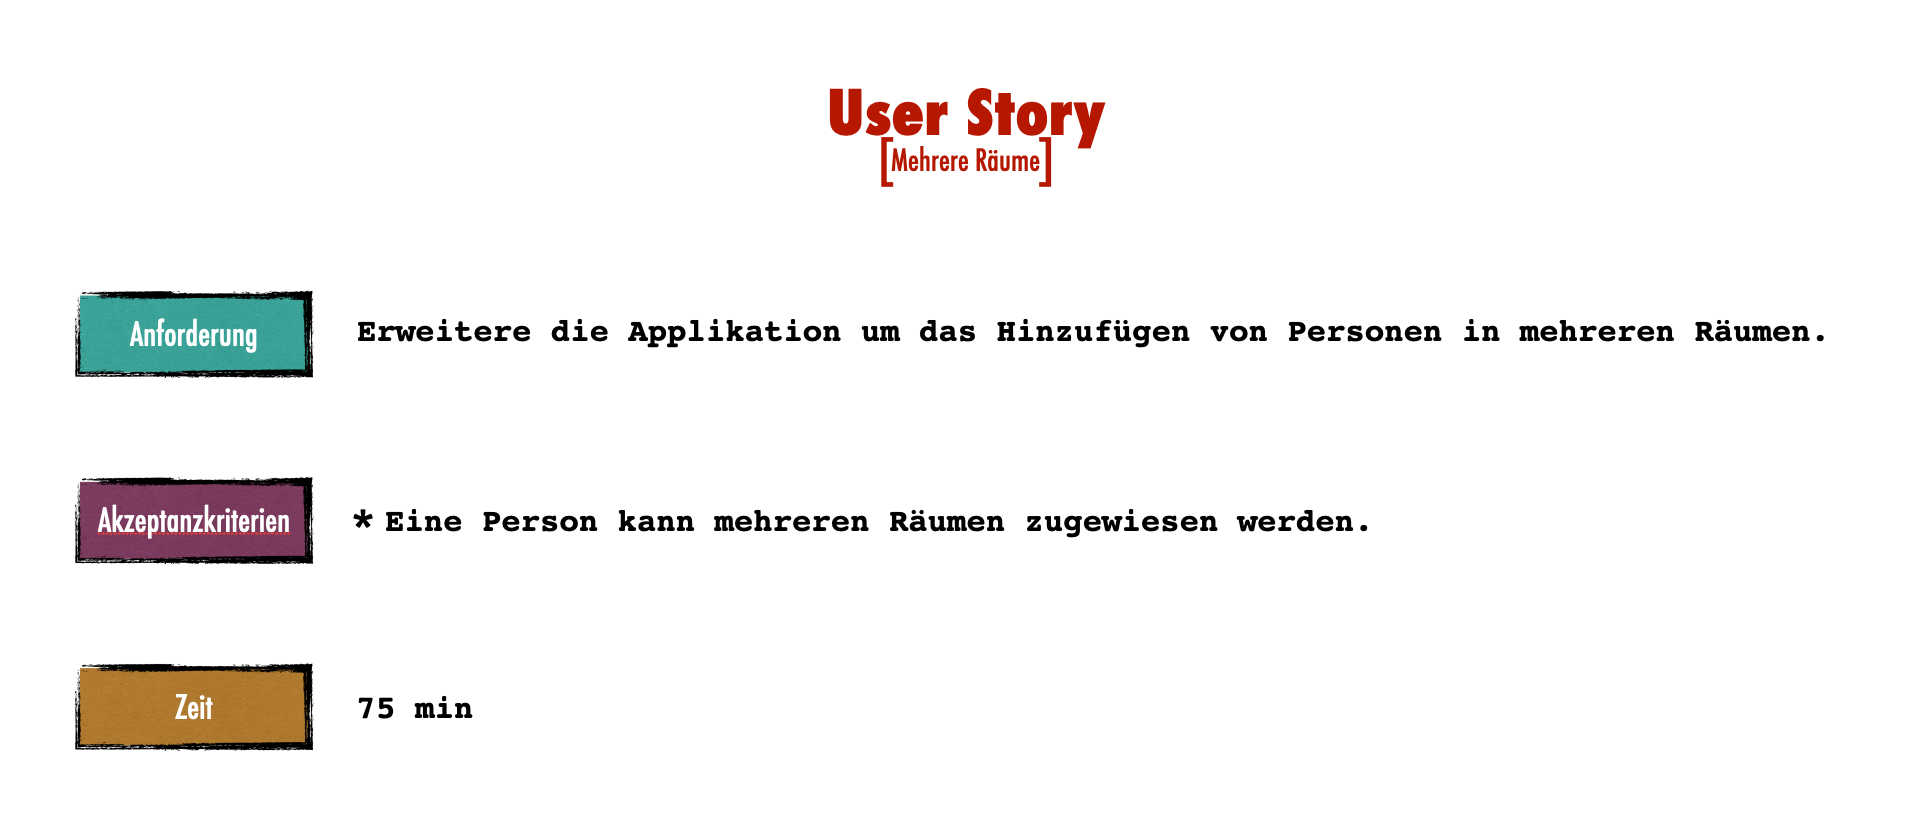 User Story
[Mehrere Räume]
Anforderung
Erweitere die Applikation um das Hinzufügen von Personen in mehreren Räumen.
Akzeptanzkriterien
* Eine Person kann mehreren Räumen zugewiesen werden.
Zeit
75 min